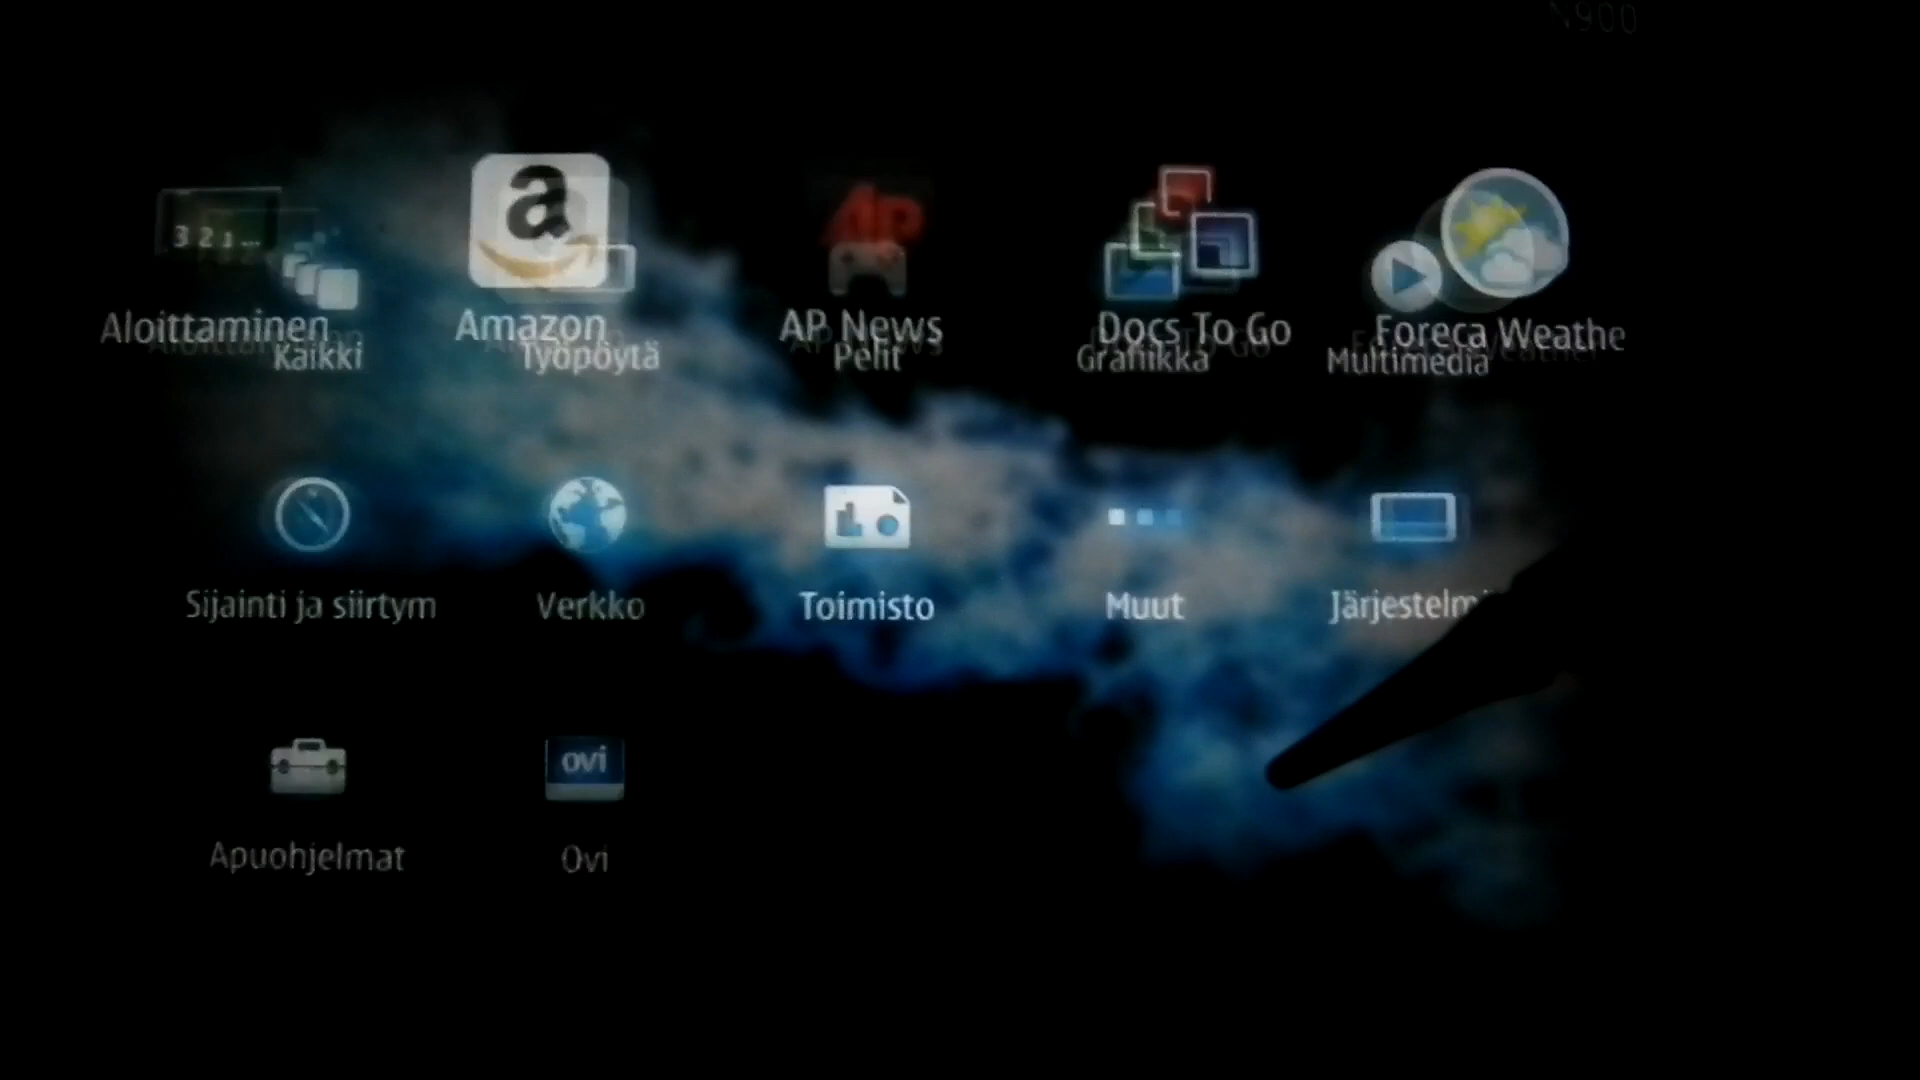 N900
3 2 1 ...
a
AP
Aloittaminen
Amazon
AP News
Docs To Go
Foreca Weathe
Kaikki
Työpöytä
Pelit
Grafiikka
Multimedia
Sijainti ja siirtym
Verkko
Toimisto
Muut
Järjestelm
ovi
Apuohjelmat
Ovi